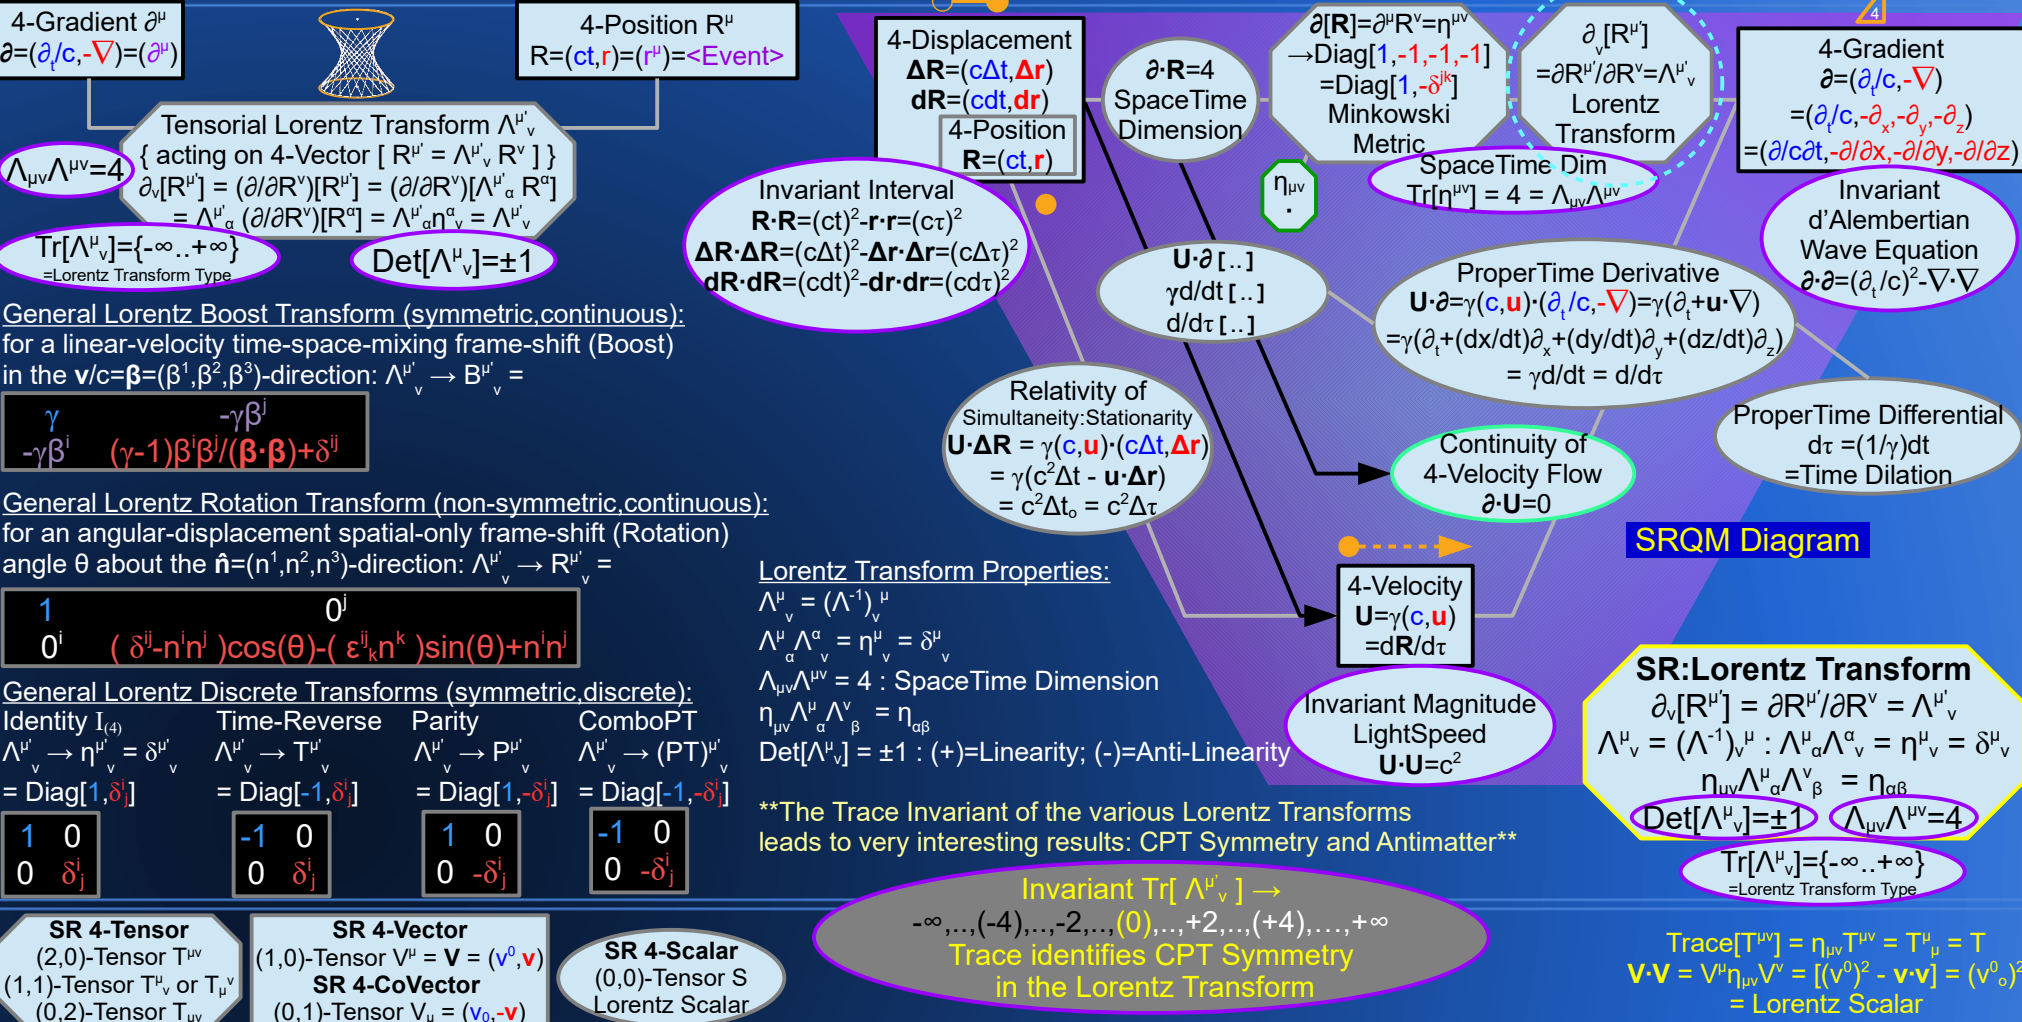 4-Gradient ∂^μ
∂=(∂_t/c,-∇)=(∂^μ)
4-Position R^μ
R=(ct,r)=(r^μ)=<Event>
Tensorial Lorentz Transform Λ^μ'_ν
{ acting on 4-Vector [ R^μ' = Λ^μ'_ν R^ν ] }
∂_ν[R^μ'] = (∂/∂R^ν)[R^μ'] = (∂/∂R^ν)[Λ^μ'_α R^α]
= Λ^μ'_α (∂/∂R^ν)[R^α] = Λ^μ'_α η^α_ν = Λ^μ'_ν
Λ_μν Λ^μν=4
Tr[Λ^μ_ν]={-∞..+∞}
=Lorentz Transform Type
Det[Λ^μ_ν]=±1
General Lorentz Boost Transform (symmetric,continuous):
for a linear-velocity time-space-mixing frame-shift (Boost)
in the v/c=β=(β^1,β^2,β^3)-direction: Λ^μ'_ν → B^μ'_ν =
γ -γβ^j
-γβ^i (γ-1)β^iβ^j/(β·β)+δ^ij
General Lorentz Rotation Transform (non-symmetric,continuous):
for an angular-displacement spatial-only frame-shift (Rotation)
angle θ about the n̂=(n^1,n^2,n^3)-direction: Λ^μ'_ν → R^μ'_ν =
1 0^j
0^i ( δ^ij-n^in^j )cos(θ)-( ε^ij_k n^k )sin(θ)+n^in^j
General Lorentz Discrete Transforms (symmetric,discrete):
Identity I_(4) Time-Reverse Parity ComboPT
Λ^μ'_ν → η^μ'_ν = δ^μ'_ν Λ^μ'_ν → T^μ'_ν Λ^μ'_ν → P^μ'_ν Λ^μ'_ν → (PT)^μ'_ν
= Diag[1,δ^i_j] = Diag[-1,δ^i_j] = Diag[1,-δ^i_j] = Diag[-1,-δ^i_j]
1 0 -1 0 1 0 -1 0
0 δ^i_j 0 δ^i_j 0 -δ^i_j 0 -δ^i_j
4-Displacement
ΔR=(cΔt,Δr)
dR=(cdt,dr)
4-Position
R=(ct,r)
∂·R=4
SpaceTime
Dimension
∂[R]=∂^μR^ν=η^μν
→Diag[1,-1,-1,-1]
=Diag[1,-δ^jk]
Minkowski
Metric
∂_ν[R^μ']
=∂R^μ'/∂R^ν=Λ^μ'_ν
Lorentz
Transform
4
4-Gradient
∂=(∂_t/c,-∇)
=(∂_t/c,-∂_x,-∂_y,-∂_z)
=(∂/c∂t,-∂/∂x,-∂/∂y,-∂/∂z)
η_μν
·
SpaceTime Dim
Tr[η^μν] = 4 = Λ_μν Λ^μν
Invariant Interval
R·R=(ct)^2-r·r=(cτ)^2
ΔR·ΔR=(cΔt)^2-Δr·Δr=(cΔτ)^2
dR·dR=(cdt)^2-dr·dr=(cdτ)^2
Invariant
d'Alembertian
Wave Equation
∂·∂=(∂_t/c)^2-∇·∇
U·∂ [..]
γd/dt [..]
d/dτ [..]
ProperTime Derivative
U·∂=γ(c,u)·(∂_t/c,-∇)=γ(∂_t+u·∇)
=γ(∂_t+(dx/dt)∂_x+(dy/dt)∂_y+(dz/dt)∂_z)
= γd/dt = d/dτ
Relativity of
Simultaneity:Stationarity
U·ΔR = γ(c,u)·(cΔt,Δr)
= γ(c^2Δt - u·Δr)
= c^2Δt_o = c^2Δτ
ProperTime Differential
dτ =(1/γ)dt
=Time Dilation
Continuity of
4-Velocity Flow
∂·U=0
SRQM Diagram
4-Velocity
U=γ(c,u)
=dR/dτ
Invariant Magnitude
LightSpeed
U·U=c^2
Lorentz Transform Properties:
Λ^μ_ν = (Λ^-1)_ν^μ
Λ^μ_α Λ^α_ν = η^μ_ν = δ^μ_ν
Λ_μν Λ^μν = 4 : SpaceTime Dimension
η_μν Λ^μ_α Λ^ν_β = η_αβ
Det[Λ^μ_ν] = ±1 : (+)=Linearity; (-)=Anti-Linearity
**The Trace Invariant of the various Lorentz Transforms
leads to very interesting results: CPT Symmetry and Antimatter**
Invariant Tr[ Λ^μ'_ν ] →
-∞,..,(-4),..,-2,..,(0),..,+2,..,(+4),...,+∞
Trace identifies CPT Symmetry
in the Lorentz Transform
SR:Lorentz Transform
∂_ν[R^μ'] = ∂R^μ'/∂R^ν = Λ^μ'_ν
Λ^μ_ν = (Λ^-1)_ν^μ : Λ^μ_α Λ^α_ν = η^μ_ν = δ^μ_ν
η_μν Λ^μ_α Λ^ν_β = η_αβ
Det[Λ^μ_ν]=±1 Λ_μν Λ^μν=4
Tr[Λ^μ_ν]={-∞..+∞}
=Lorentz Transform Type
SR 4-Tensor
(2,0)-Tensor T^μν
(1,1)-Tensor T^μ_ν or T_μ^ν
(0,2)-Tensor T_μν
SR 4-Vector
(1,0)-Tensor V^μ = V = (v^0,v)
SR 4-CoVector
(0,1)-Tensor V_μ = (v_0,-v)
SR 4-Scalar
(0,0)-Tensor S
Lorentz Scalar
Trace[T^μν] = η_μν T^μν = T^μ_μ = T
V·V = V^μ η_μν V^ν = [(v^0)^2 - v·v] = (v^0_o)^2
= Lorentz Scalar